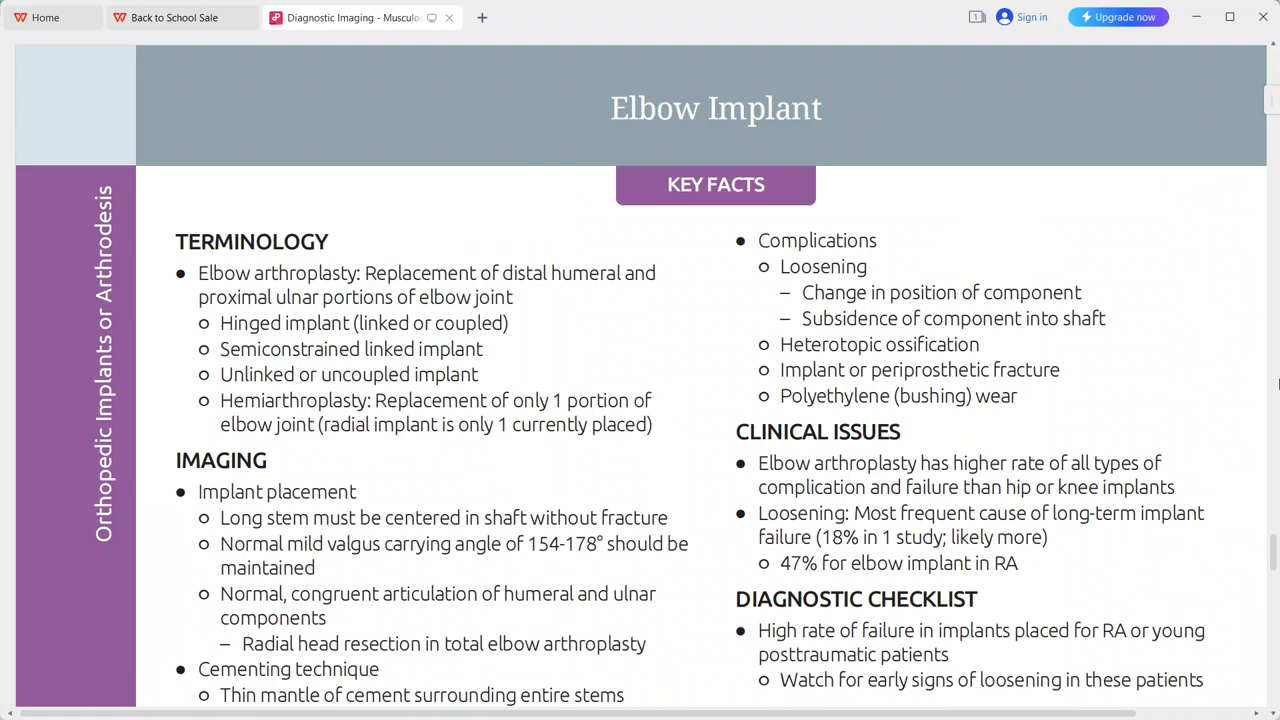 Home
Back to School Sale
Diagnostic Imaging - Musculos
1
Sign in
Upgrade now
Elbow Implant
KEY FACTS
Orthopedic Implants or Arthrodesis
TERMINOLOGY
● Elbow arthroplasty: Replacement of distal humeral and
proximal ulnar portions of elbow joint
○ Hinged implant (linked or coupled)
○ Semiconstrained linked implant
○ Unlinked or uncoupled implant
○ Hemiarthroplasty: Replacement of only 1 portion of
elbow joint (radial implant is only 1 currently placed)
IMAGING
● Implant placement
○ Long stem must be centered in shaft without fracture
○ Normal mild valgus carrying angle of 154-178° should be
maintained
○ Normal, congruent articulation of humeral and ulnar
components
– Radial head resection in total elbow arthroplasty
● Cementing technique
○ Thin mantle of cement surrounding entire stems
● Complications
○ Loosening
– Change in position of component
– Subsidence of component into shaft
○ Heterotopic ossification
○ Implant or periprosthetic fracture
○ Polyethylene (bushing) wear
CLINICAL ISSUES
● Elbow arthroplasty has higher rate of all types of
complication and failure than hip or knee implants
● Loosening: Most frequent cause of long-term implant
failure (18% in 1 study; likely more)
○ 47% for elbow implant in RA
DIAGNOSTIC CHECKLIST
● High rate of failure in implants placed for RA or young
posttraumatic patients
○ Watch for early signs of loosening in these patients